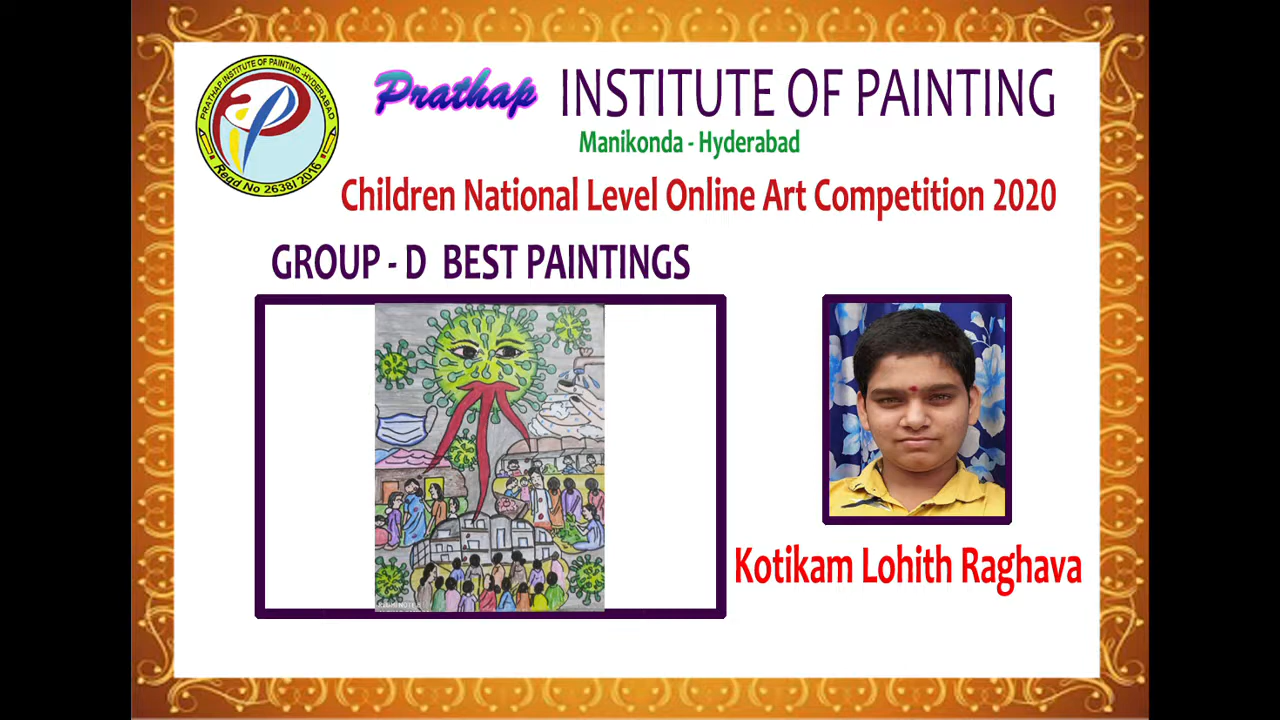 PRATHAP INSTITUTE OF PAINTING-HYDERABAD
Regd No 2638/ 2016
Prathap INSTITUTE OF PAINTING
Manikonda - Hyderabad
Children National Level Online Art Competition 2020
GROUP - D BEST PAINTINGS
Kotikam Lohith Raghava